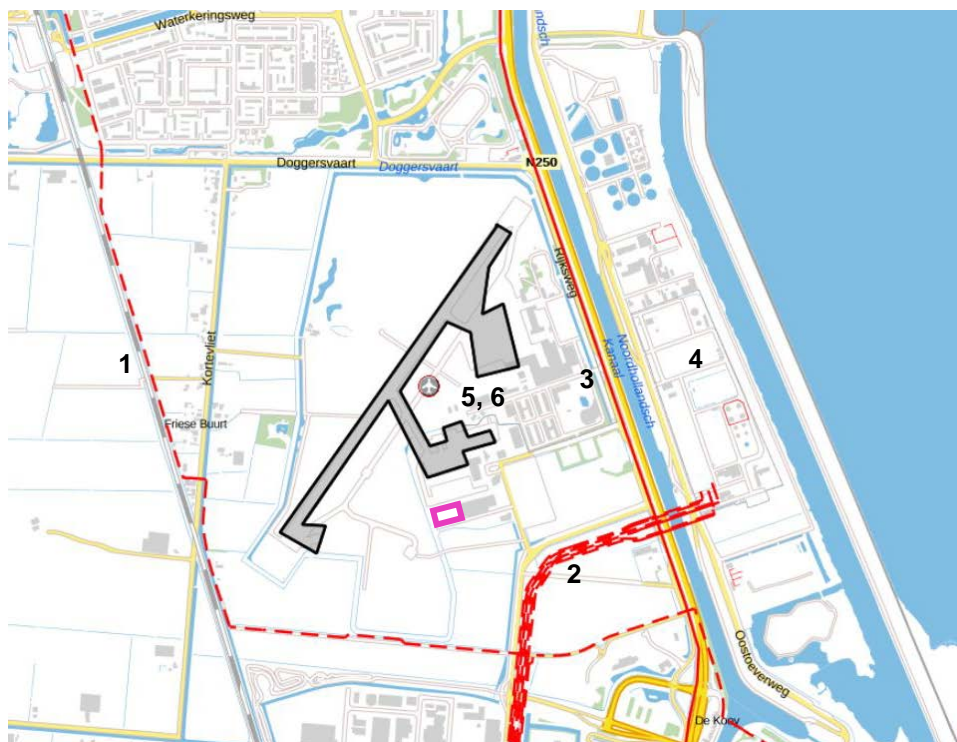 Waterkeringsweg
ndsch
Doggersvaart
Doggersvaart
N250
Rijksweg
Kortevliet
Noordhollandsch
Kanaal
1
3
4
5, 6
Friese Buurt
2
Oostoeverweg
De Kooy